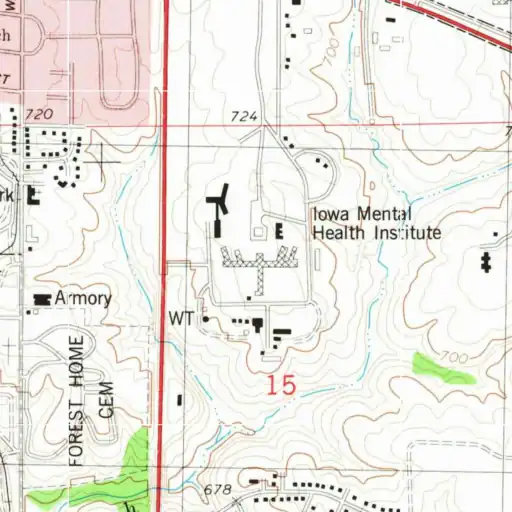 700
720
724
Iowa Mental
Health Institute
Armory
WT
FOREST HOME
CEM
700
15
678